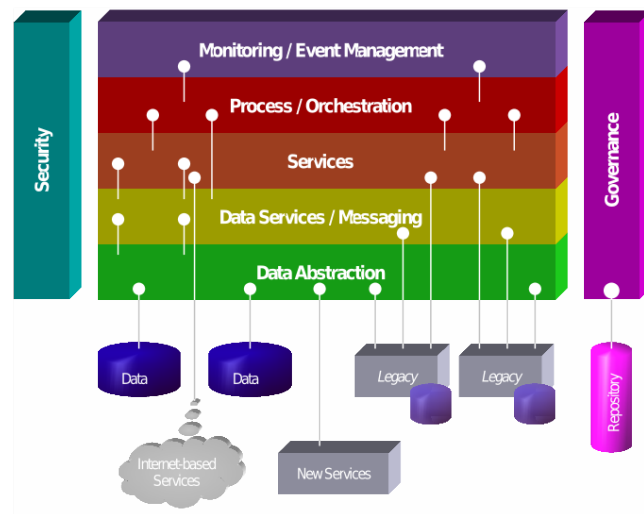 Monitoring / Event Management
Process / Orchestration
Services
Data Services / Messaging
Data Abstraction
Security
Governance
Data
Data
Legacy
Legacy
Repository
Internet-based
Services
New Services